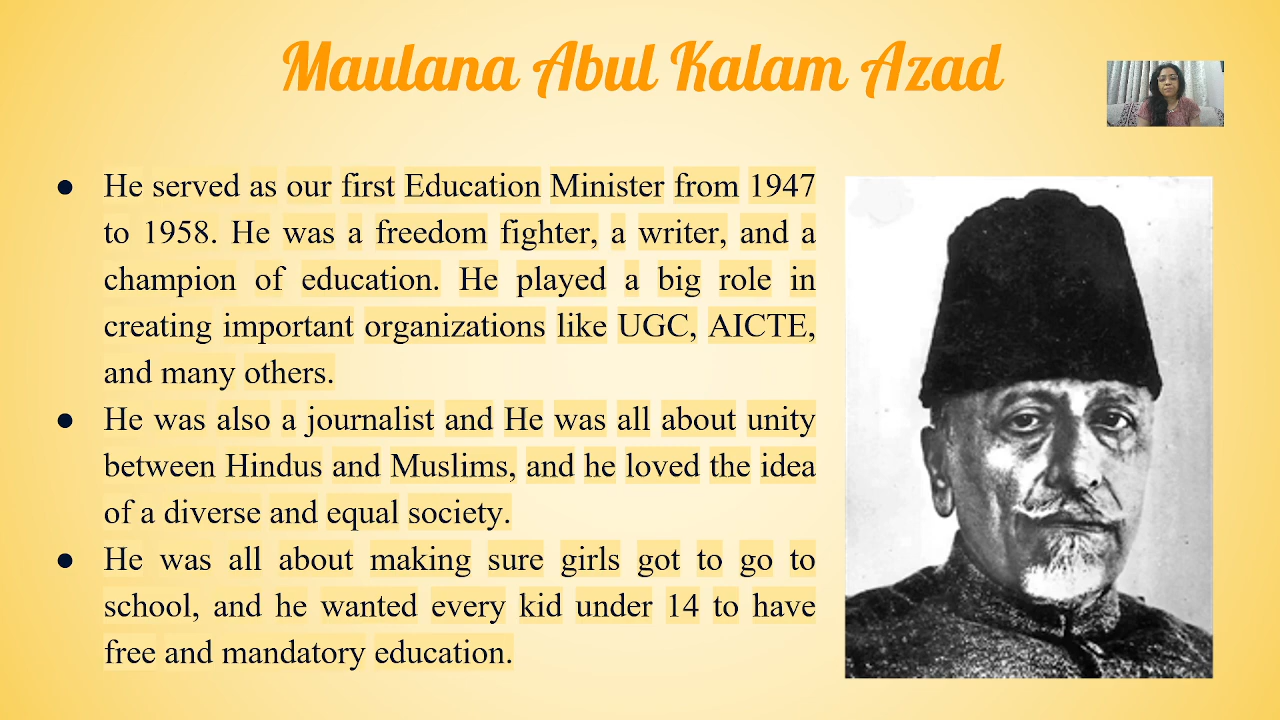 Maulana Abul Kalam Azad
● He served as our first Education Minister from 1947
to 1958. He was a freedom fighter, a writer, and a
champion of education. He played a big role in
creating important organizations like UGC, AICTE,
and many others.
● He was also a journalist and He was all about unity
between Hindus and Muslims, and he loved the idea
of a diverse and equal society.
● He was all about making sure girls got to go to
school, and he wanted every kid under 14 to have
free and mandatory education.